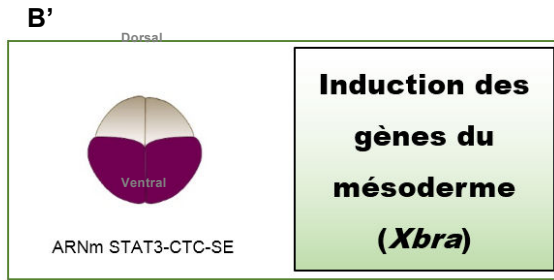 B’
Dorsal
Ventral
ARNm STAT3-CTC-SE
Induction des
gènes du
mésoderme
(Xbra)